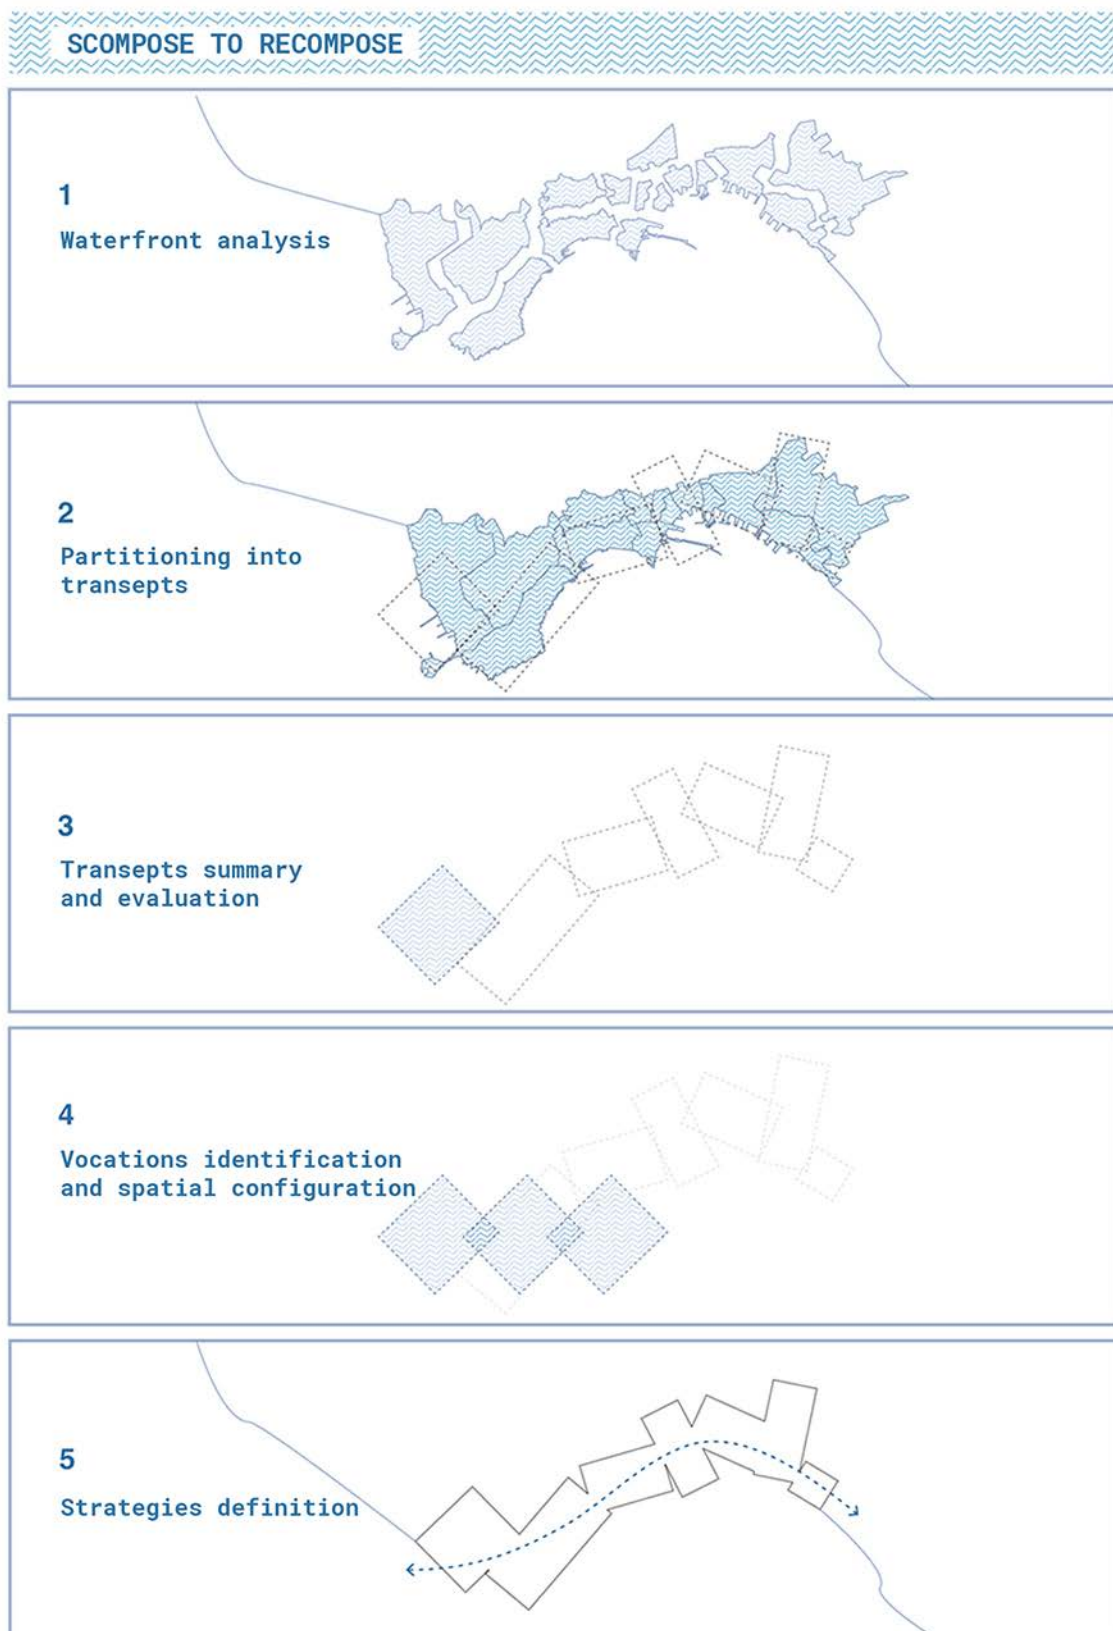 SCOMPOSE TO RECOMPOSE
1
Waterfront analysis
2
Partitioning into
transepts
3
Transepts summary
and evaluation
4
Vocations identification
and spatial configuration
5
Strategies definition